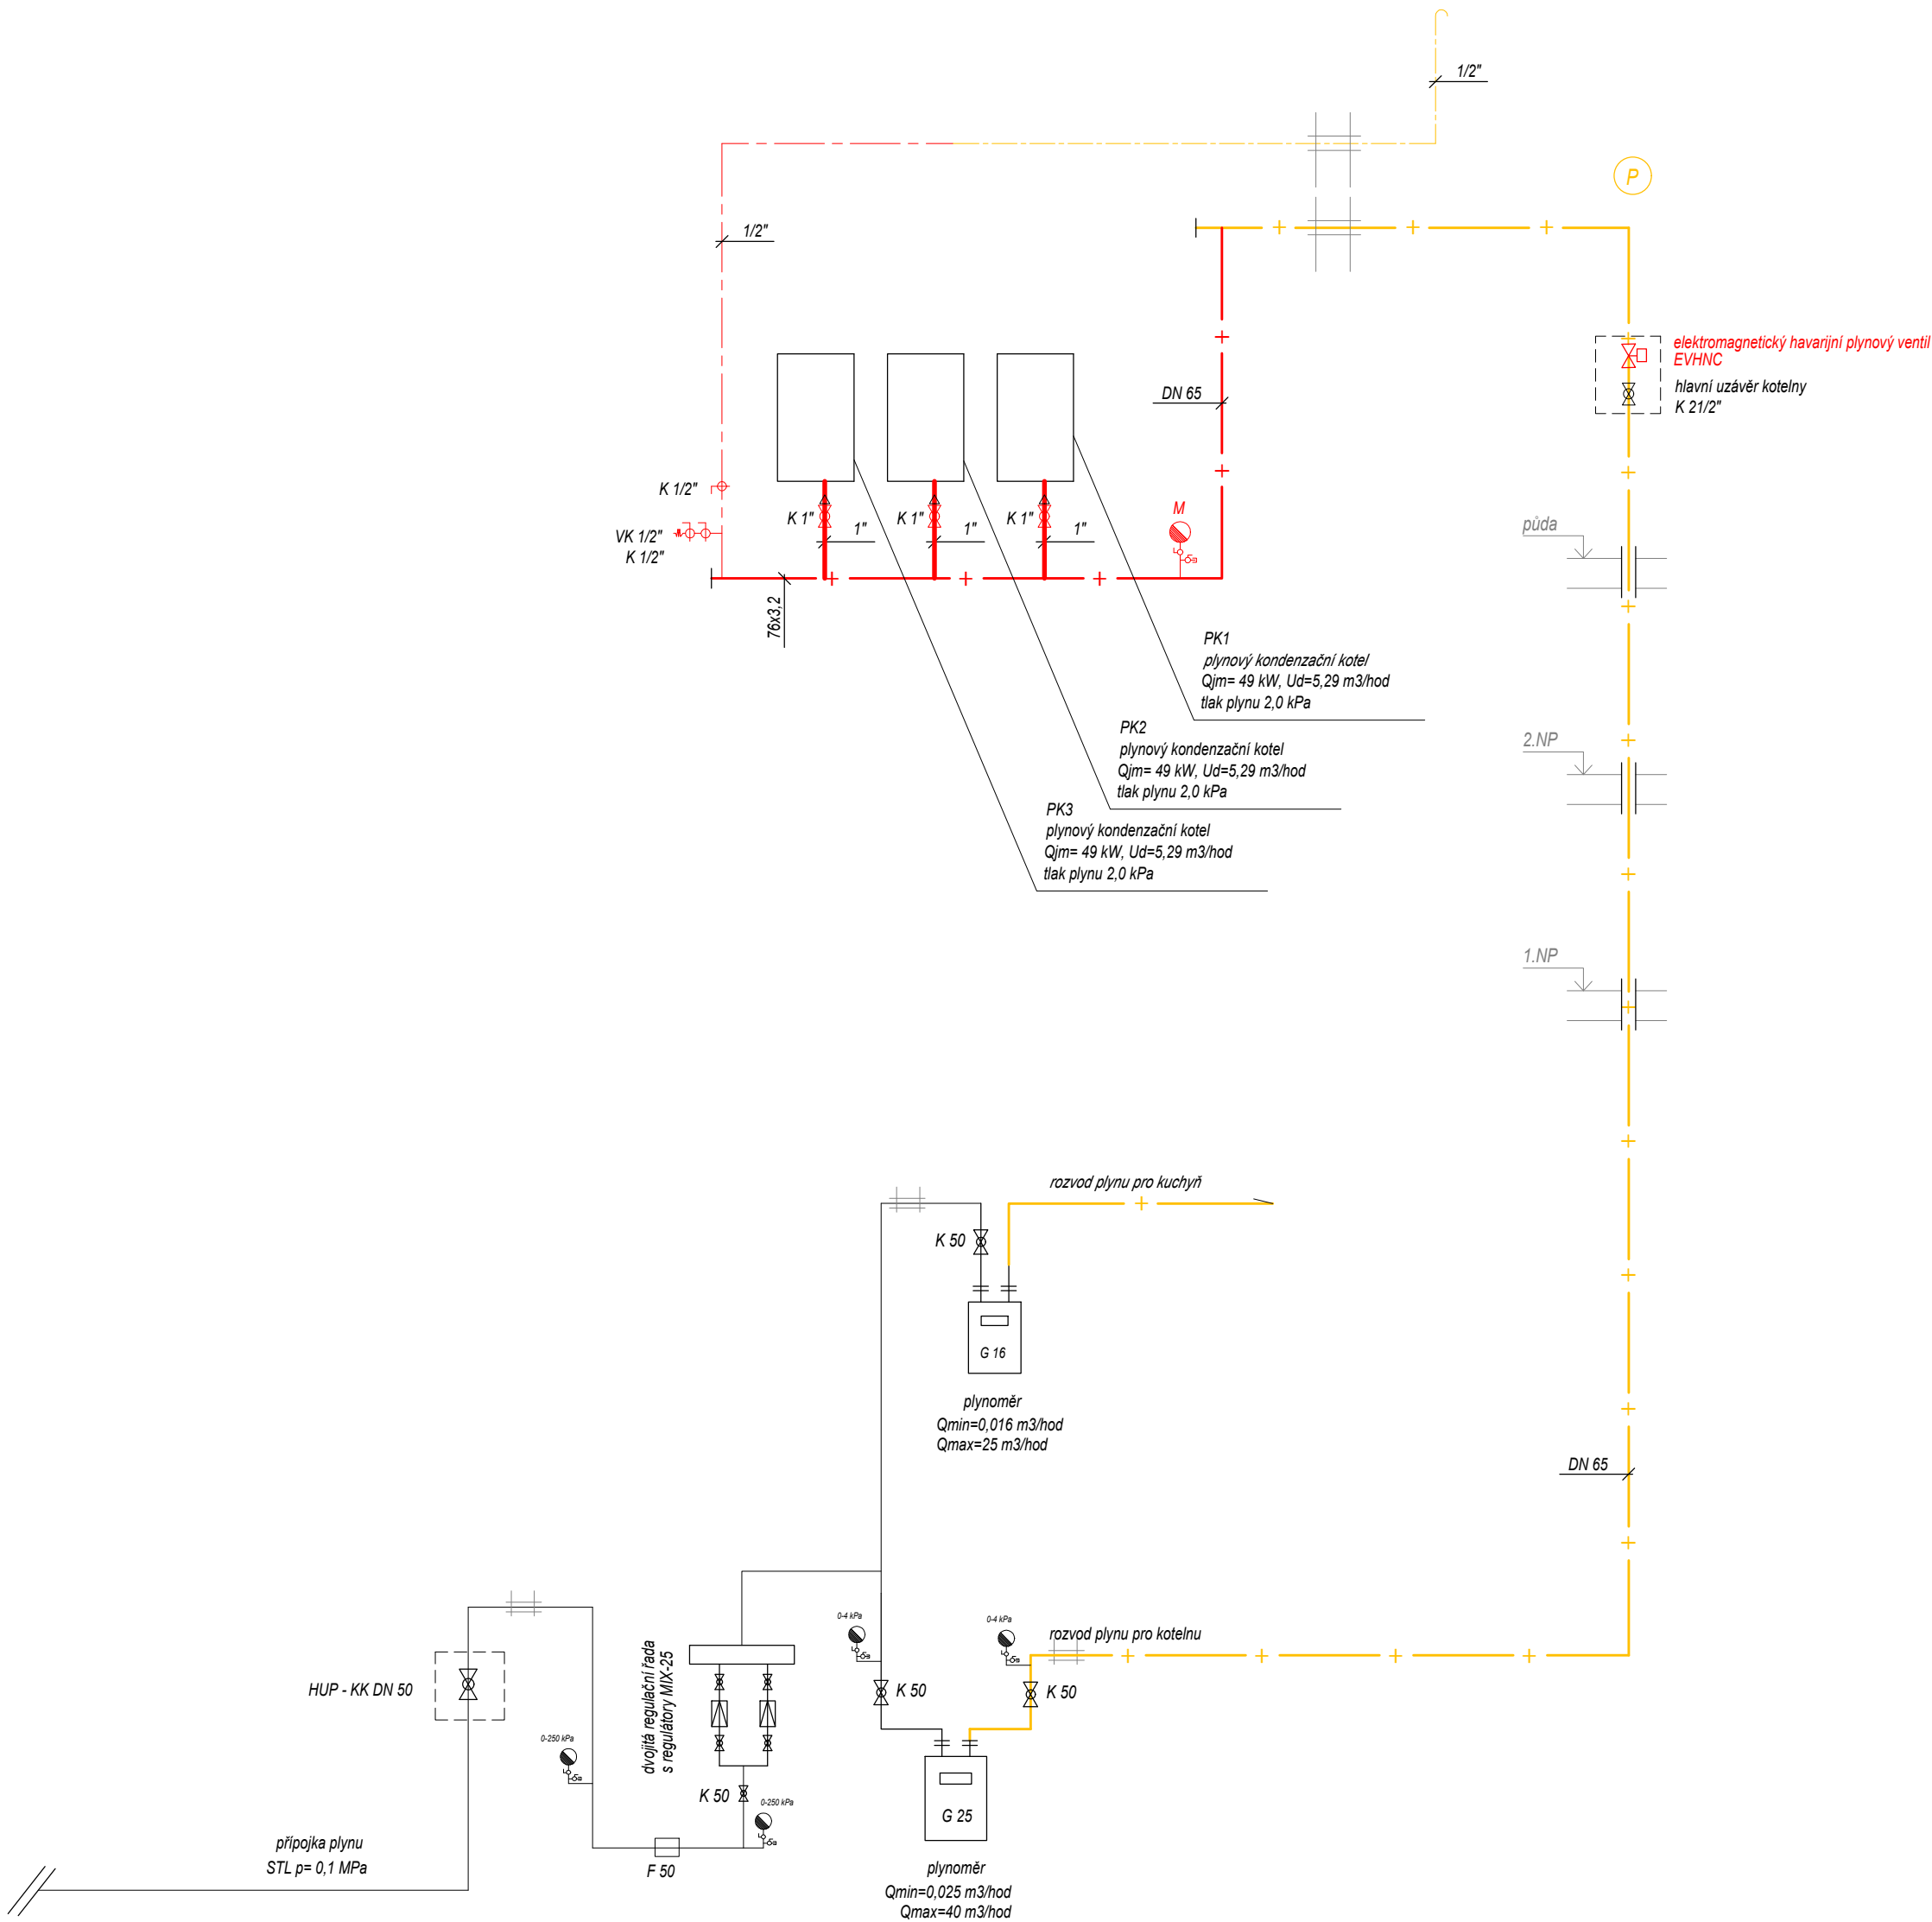 1/2"
P
1/2"
elektromagnetický havarijní plynový ventil
EVHNC
hlavní uzávěr kotelny
K 21/2"
DN 65
K 1/2"
VK 1/2"
K 1/2"
K 1"
1"
K 1"
1"
K 1"
1"
M
76x3,2
půda
PK1
plynový kondenzační kotel
Qjm= 49 kW, Ud=5,29 m3/hod
tlak plynu 2,0 kPa
PK2
plynový kondenzační kotel
Qjm= 49 kW, Ud=5,29 m3/hod
tlak plynu 2,0 kPa
PK3
plynový kondenzační kotel
Qjm= 49 kW, Ud=5,29 m3/hod
tlak plynu 2,0 kPa
2.NP
1.NP
rozvod plynu pro kuchyň
K 50
G 16
plynoměr
Qmin=0,016 m3/hod
Qmax=25 m3/hod
DN 65
0-4 kPa
0-4 kPa
rozvod plynu pro kotelnu
HUP - KK DN 50
dvojitá regulační řada
s regulátory MIX-25
K 50
K 50
0-250 kPa
K 50
0-250 kPa
G 25
přípojka plynu
STL p= 0,1 MPa
F 50
plynoměr
Qmin=0,025 m3/hod
Qmax=40 m3/hod